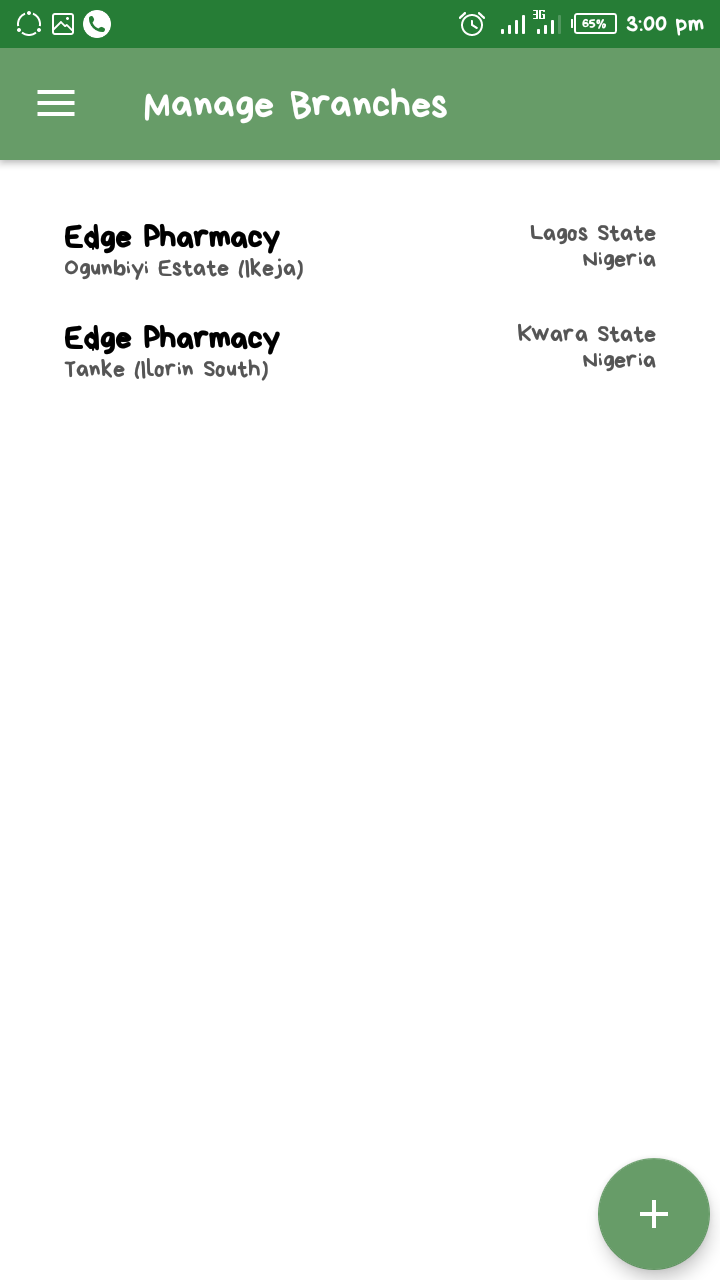 3G 65% 3:00 pm
Manage Branches
Edge Pharmacy
Ogunbiyi Estate (Ikeja)
Lagos State
Nigeria
Edge Pharmacy
Tanke (Ilorin South)
Kwara State
Nigeria